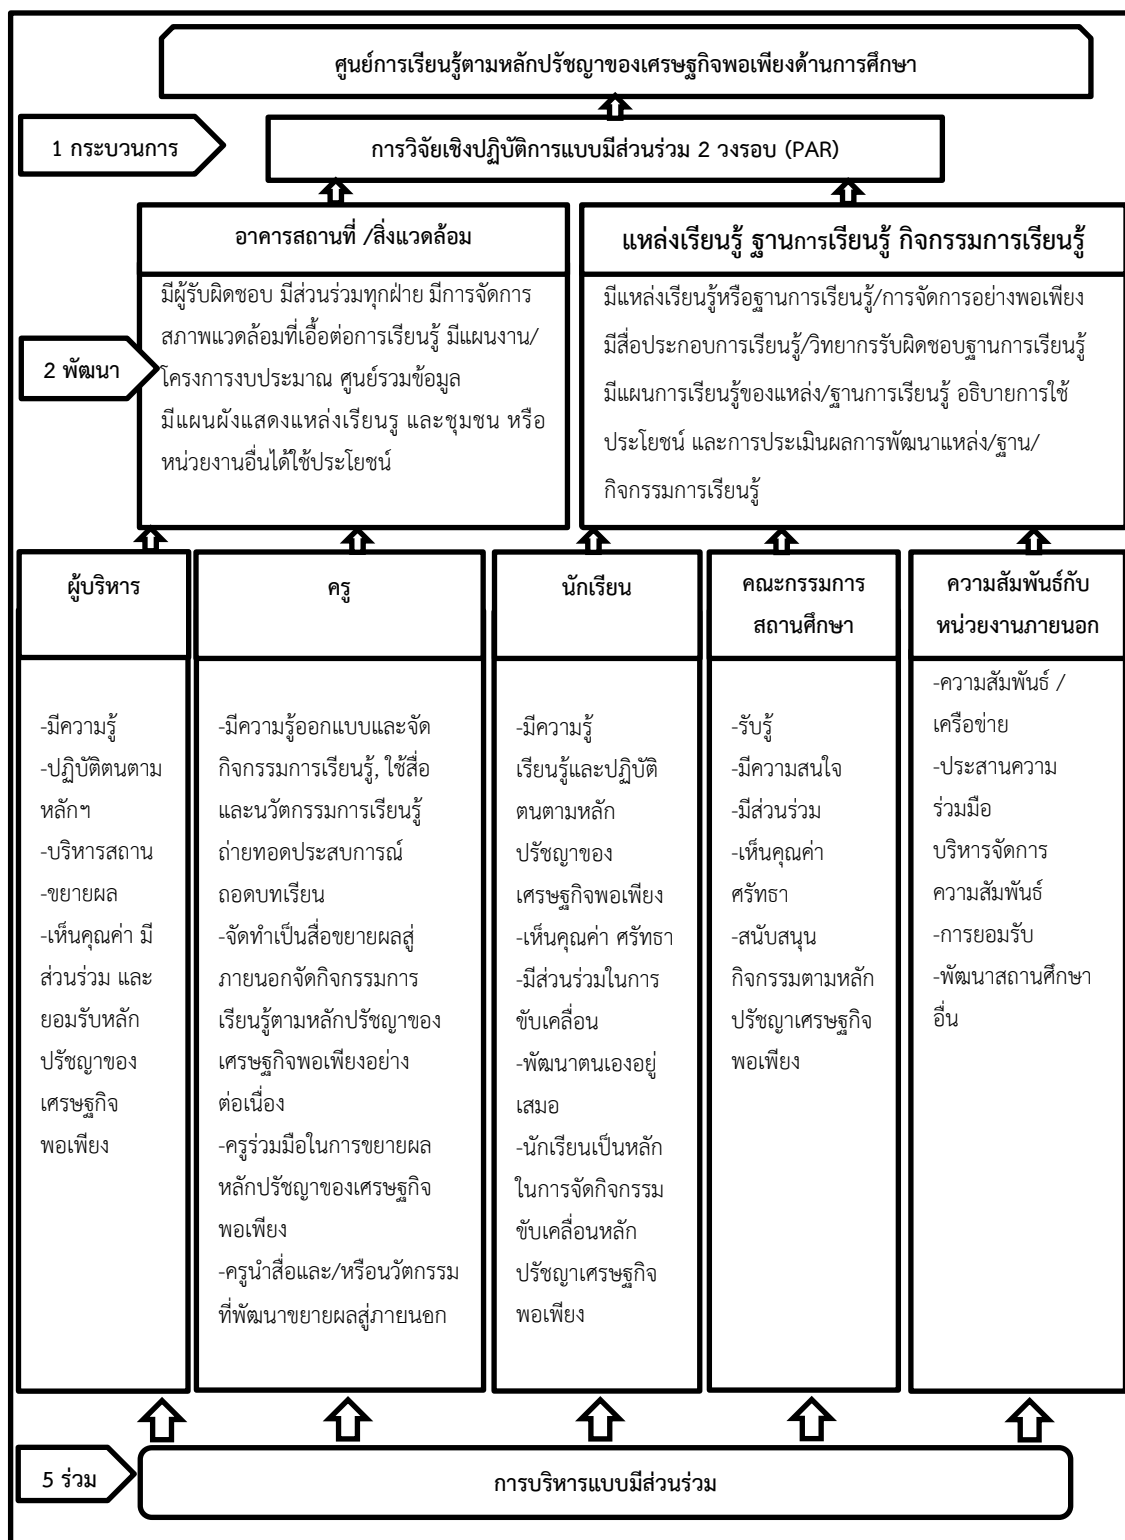 ศูนย์การเรียนรู้ตามหลักปรัชญาของเศรษฐกิจพอเพียงด้านการศึกษา
1 กระบวนการ
การวิจัยเชิงปฏิบัติการแบบมีส่วนร่วม 2 วงรอบ (PAR)
อาคารสถานที่ /สิ่งแวดล้อม
มีผู้รับผิดชอบ มีส่วนร่วมทุกฝ่าย มีการจัดการ
สภาพแวดล้อมที่เอื้อต่อการเรียนรู้ มีแผนงาน/
โครงการงบประมาณ ศูนย์รวมข้อมูล
มีแผนผังแสดงแหล่งเรียนรู และชุมชน หรือ
หน่วยงานอื่นได้ใช้ประโยชน์
แหล่งเรียนรู้ ฐานการเรียนรู้ กิจกรรมการเรียนรู้
มีแหล่งเรียนรู้หรือฐานการเรียนรู้/การจัดการอย่างพอเพียง
มีสื่อประกอบการเรียนรู้/วิทยากรรับผิดชอบฐานการเรียนรู้
มีแผนการเรียนรู้ของแหล่ง/ฐานการเรียนรู้ อธิบายการใช้
ประโยชน์ และการประเมินผลการพัฒนาแหล่ง/ฐาน/
กิจกรรมการเรียนรู้
2 พัฒนา
ผู้บริหาร
-มีความรู้
-ปฏิบัติตนตาม
หลักฯ
-บริหารสถาน
-ขยายผล
-เห็นคุณค่า มี
ส่วนร่วม และ
ยอมรับหลัก
ปรัชญาของ
เศรษฐกิจ
พอเพียง
ครู
-มีความรู้ออกแบบและจัด
กิจกรรมการเรียนรู้, ใช้สื่อ
และนวัตกรรมการเรียนรู้
ถ่ายทอดประสบการณ์
ถอดบทเรียน
-จัดทำเป็นสื่อขยายผลสู่
ภายนอกจัดกิจกรรมการ
เรียนรู้ตามหลักปรัชญาของ
เศรษฐกิจพอเพียงอย่าง
ต่อเนื่อง
-ครูร่วมมือในการขยายผล
หลักปรัชญาของเศรษฐกิจ
พอเพียง
-ครูนำสื่อและ/หรือนวัตกรรม
ที่พัฒนาขยายผลสู่ภายนอก
นักเรียน
-มีความรู้
เรียนรู้และปฏิบัติ
ตนตามหลัก
ปรัชญาของ
เศรษฐกิจพอเพียง
-เห็นคุณค่า ศรัทธา
-มีส่วนร่วมในการ
ขับเคลื่อน
-พัฒนาตนเองอยู่
เสมอ
-นักเรียนเป็นหลัก
ในการจัดกิจกรรม
ขับเคลื่อนหลัก
ปรัชญาเศรษฐกิจ
พอเพียง
คณะกรรมการ
สถานศึกษา
-รับรู้
-มีความสนใจ
-มีส่วนร่วม
-เห็นคุณค่า
ศรัทธา
-สนับสนุน
กิจกรรมตามหลัก
ปรัชญาเศรษฐกิจ
พอเพียง
ความสัมพันธ์กับ
หน่วยงานภายนอก
-ความสัมพันธ์ /
เครือข่าย
-ประสานความ
ร่วมมือ
บริหารจัดการ
ความสัมพันธ์
-การยอมรับ
-พัฒนาสถานศึกษา
อื่น
5 ร่วม
การบริหารแบบมีส่วนร่วม